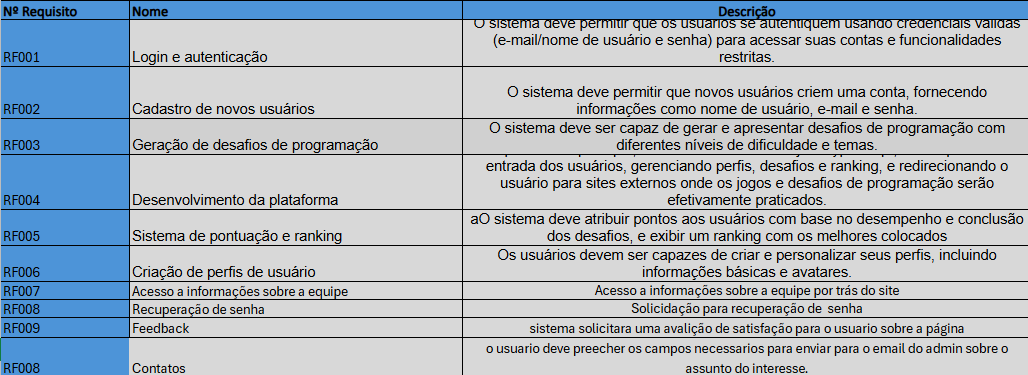 Nº Requisito Nome Descrição
O sistema deve permitir que os usuários se autentiquem usando credenciais válidas
(e-mail/nome de usuário e senha) para acessar suas contas e funcionalidades
RF001 Login e autenticação restritas.
O sistema deve permitir que novos usuários criem uma conta, fornecendo
RF002 Cadastro de novos usuários informações como nome de usuário, e-mail e senha.
O sistema deve ser capaz de gerar e apresentar desafios de programação com
RF003 Geração de desafios de programação diferentes níveis de dificuldade e temas.
entrada dos usuários, gerenciando perfis, desafios e ranking, e redirecionando o
usuário para sites externos onde os jogos e desafios de programação serão
RF004 Desenvolvimento da plataforma efetivamente praticados.
aO sistema deve atribuir pontos aos usuários com base no desempenho e conclusão
RF005 Sistema de pontuação e ranking dos desafios, e exibir um ranking com os melhores colocados
Os usuários devem ser capazes de criar e personalizar seus perfis, incluindo
RF006 Criação de perfis de usuário informações básicas e avatares.
RF007 Acesso a informações sobre a equipe Acesso a informações sobre a equipe por trás do site
RF008 Recuperação de senha Solicidação para recuperação de senha
RF009 Feedback sistema solicitara uma avalição de satisfação para o usuario sobre a página
o usuario deve preecher os campos necessarios para enviar para o email do admin sobre o
RF008 Contatos assunto do interesse.